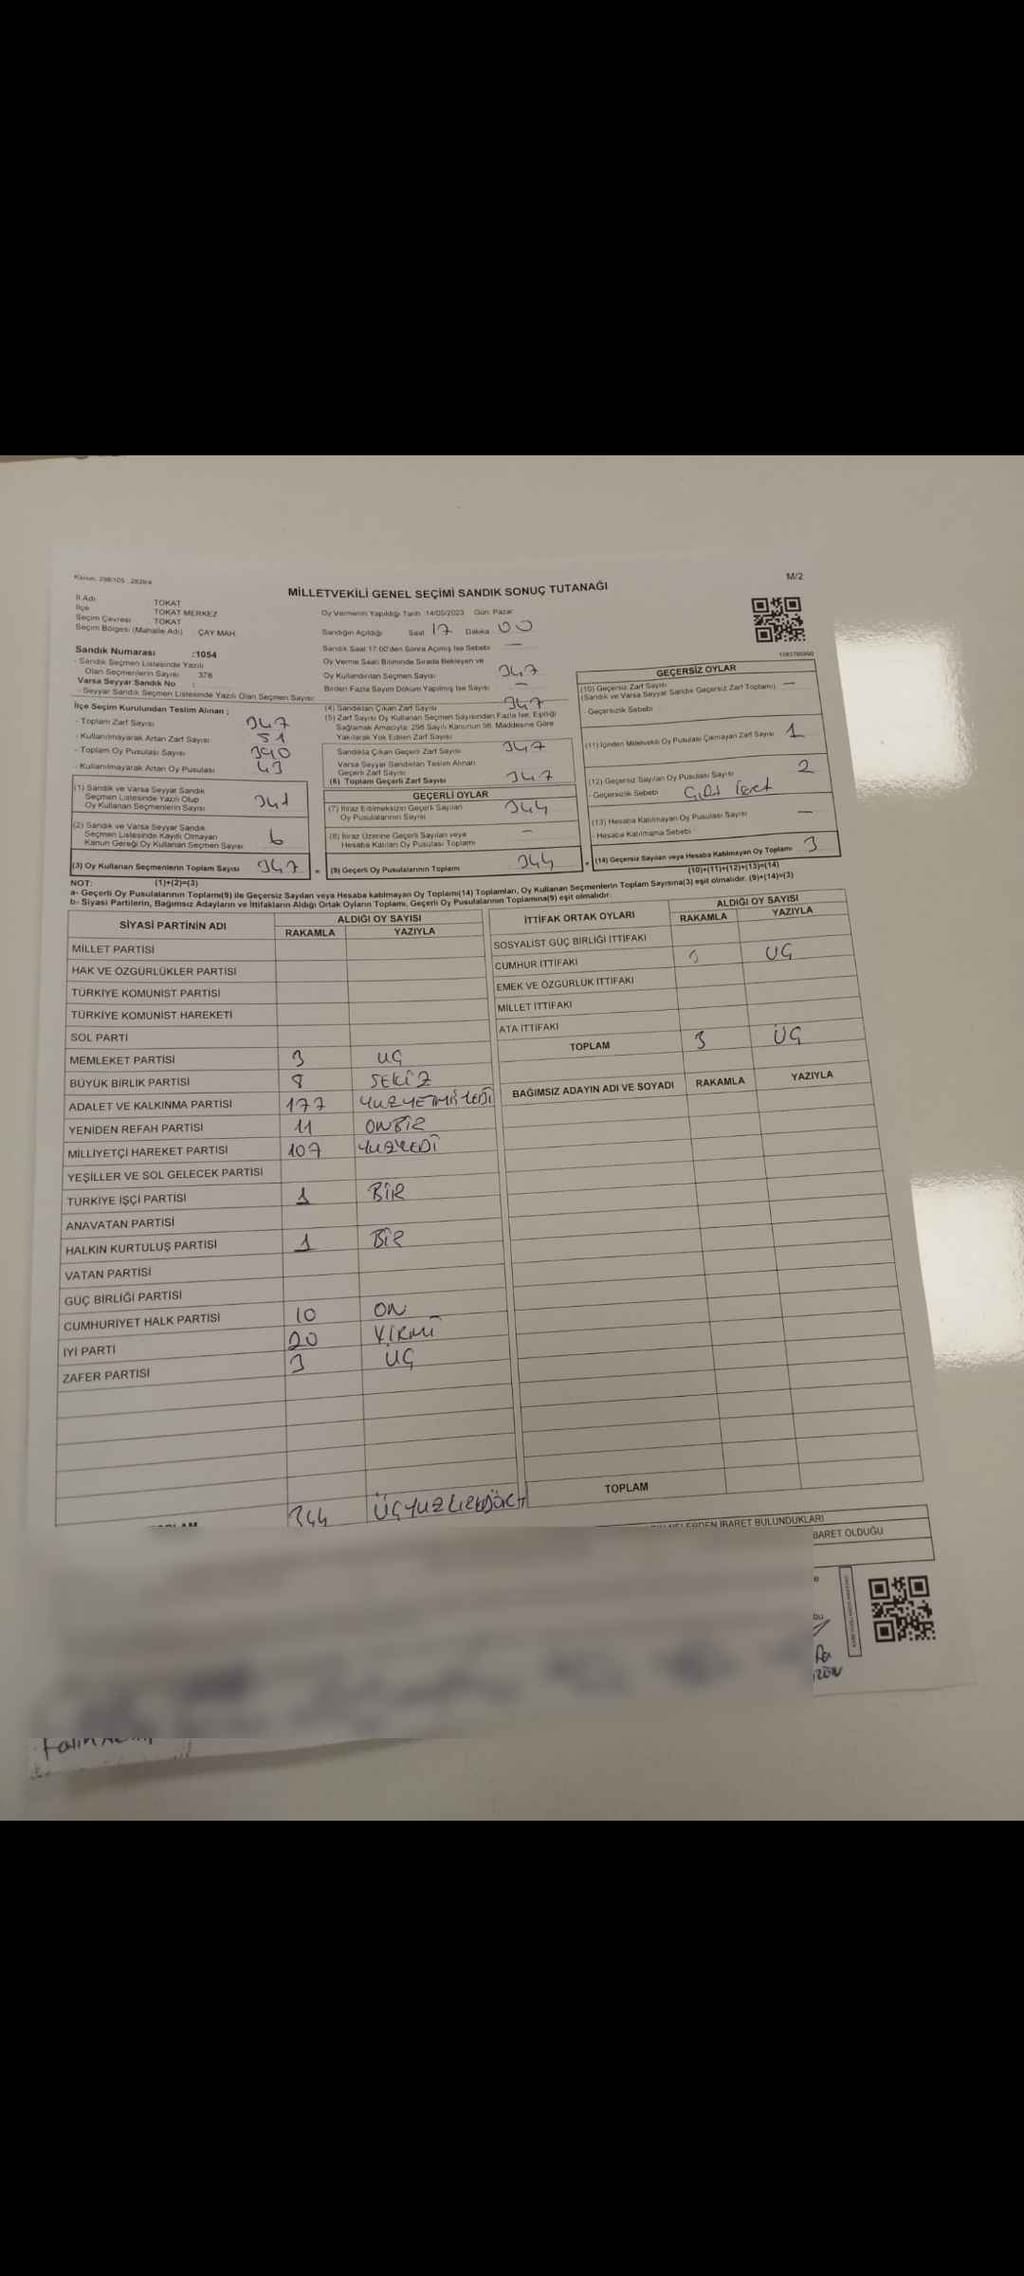 Kanun: 298/105 , 2839/4
M/2
MİLLETVEKİLİ GENEL SEÇİMİ SANDIK SONUÇ TUTANAĞI
İl Adı TOKAT
İlçe TOKAT MERKEZ
Seçim Çevresi TOKAT
Seçim Bölgesi (Mahalle Adı) ÇAY MAH.
Sandık Numarası :1054
- Sandık Seçmen Listesinde Yazılı
Olan Seçmenlerin Sayısı 378
Varsa Seyyar Sandık No :
- Seyyar Sandık Seçmen Listesinde Yazılı Olan Seçmen Sayısı:
İlçe Seçim Kurulundan Teslim Alınan ;
- Toplam Zarf Sayısı 347
- Kullanılmayarak Artan Zarf Sayısı 51
- Toplam Oy Pusulası Sayısı 390
- Kullanılmayarak Artan Oy Pusulası 43
(1) Sandık ve Varsa Seyyar Sandık
Seçmen Listesinde Yazılı Olup
Oy Kullanan Seçmenlerin Sayısı 341
(2) Sandık ve Varsa Seyyar Sandık
Seçmen Listesinde Kayıtlı Olmayan
Kanun Gereği Oy Kullanan Seçmen Sayısı 6
(3) Oy Kullanan Seçmenlerin Toplam Sayısı 347 =
(1)+(2)=(3)
Oy Vermenin Yapıldığı Tarih :14/05/2023 Gün: Pazar
Sandığın Açıldığı Saat 17 Dakika 00
Sandık Saat 17:00'den Sonra Açılmış İse Sebebi —
Oy Verme Saati Bitiminde Sırada Bekleyen ve
Oy Kullandırılan Seçmen Sayısı 347
Birden Fazla Sayım Döküm Yapılmış İse Sayısı —
(4) Sandıktan Çıkan Zarf Sayısı 347
(5) Zarf Sayısı Oy Kullanan Seçmen Sayısından Fazla İse, Eşitliği
Sağlamak Amacıyla; 298 Sayılı Kanunun 98. Maddesine Göre
Yakılarak Yok Edilen Zarf Sayısı
Sandıkta Çıkan Geçerli Zarf Sayısı 347
Varsa Seyyar Sandıktan Teslim Alınan
Geçerli Zarf Sayısı
(6) Toplam Geçerli Zarf Sayısı 347
GEÇERLİ OYLAR
(7) İtiraz Edilmeksizin Geçerli Sayılan
Oy Pusulalarının Sayısı 344
(8) İtiraz Üzerine Geçerli Sayılan veya
Hesaba Katılan Oy Pusulası Toplamı —
(9) Geçerli Oy Pusulalarının Toplamı 344 +
GEÇERSİZ OYLAR
(10) Geçersiz Zarf Sayısı
(Sandık ve Varsa Seyyar Sandık Geçersiz Zarf Toplamı) —
- Geçersizlik Sebebi
(11) İçinden Milletvekili Oy Pusulası Çıkmayan Zarf Sayısı 1
(12) Geçersiz Sayılan Oy Pusulası Sayısı 2
- Geçersizlik Sebebi
(13) Hesaba Katılmayan Oy Pusulası Sayısı —
- Hesaba Katılmama Sebebi
(14) Geçersiz Sayılan veya Hesaba Katılmayan Oy Toplamı 3
(10)+(11)+(12)+(13)=(14)
NOT:
a- Geçerli Oy Pusulalarının Toplamı(9) ile Geçersiz Sayılan veya Hesaba katılmayan Oy Toplamı(14) Toplamları, Oy Kullanan Seçmenlerin Toplam Sayısına(3) eşit olmalıdır. (9)+(14)=(3)
b- Siyasi Partilerin, Bağımsız Adayların ve İttifakların Aldığı Ortak Oyların Toplamı, Geçerli Oy Pusulalarının Toplamına(9) eşit olmalıdır.
SİYASİ PARTİNİN ADI ALDIĞI OY SAYISI
RAKAMLA YAZIYLA
MİLLET PARTİSİ
HAK VE ÖZGÜRLÜKLER PARTİSİ
TÜRKİYE KOMÜNİST PARTİSİ
TÜRKİYE KOMÜNİST HAREKETİ
SOL PARTİ
MEMLEKET PARTİSİ 3 ÜÇ
BÜYÜK BİRLİK PARTİSİ 8 SEKİZ
ADALET VE KALKINMA PARTİSİ 177 YUZYETMİŞYEDİ
YENİDEN REFAH PARTİSİ 11 ONBİR
MİLLİYETÇİ HAREKET PARTİSİ 107 YUZYEDİ
YEŞİLLER VE SOL GELECEK PARTİSİ
TÜRKİYE İŞÇİ PARTİSİ 1 BİR
ANAVATAN PARTİSİ
HALKIN KURTULUŞ PARTİSİ 1 BİR
VATAN PARTİSİ
GÜÇ BİRLİĞİ PARTİSİ
CUMHURİYET HALK PARTİSİ 10 ON
İYİ PARTİ 20 YİRMİ
ZAFER PARTİSİ 3 ÜÇ
344 ÜÇYUZKIRKDÖRT
İTTİFAK ORTAK OYLARI ALDIĞI OY SAYISI
RAKAMLA YAZIYLA
SOSYALİST GÜÇ BİRLİĞİ İTTİFAKI
CUMHUR İTTİFAKI 3 ÜÇ
EMEK VE ÖZGÜRLÜK İTTİFAKI
MİLLET İTTİFAKI
ATA İTTİFAKI
TOPLAM 3 ÜÇ
BAĞIMSIZ ADAYIN ADI VE SOYADI RAKAMLA YAZIYLA
TOPLAM
İBARET BULUNDUKLARI
İBARET OLDUĞU